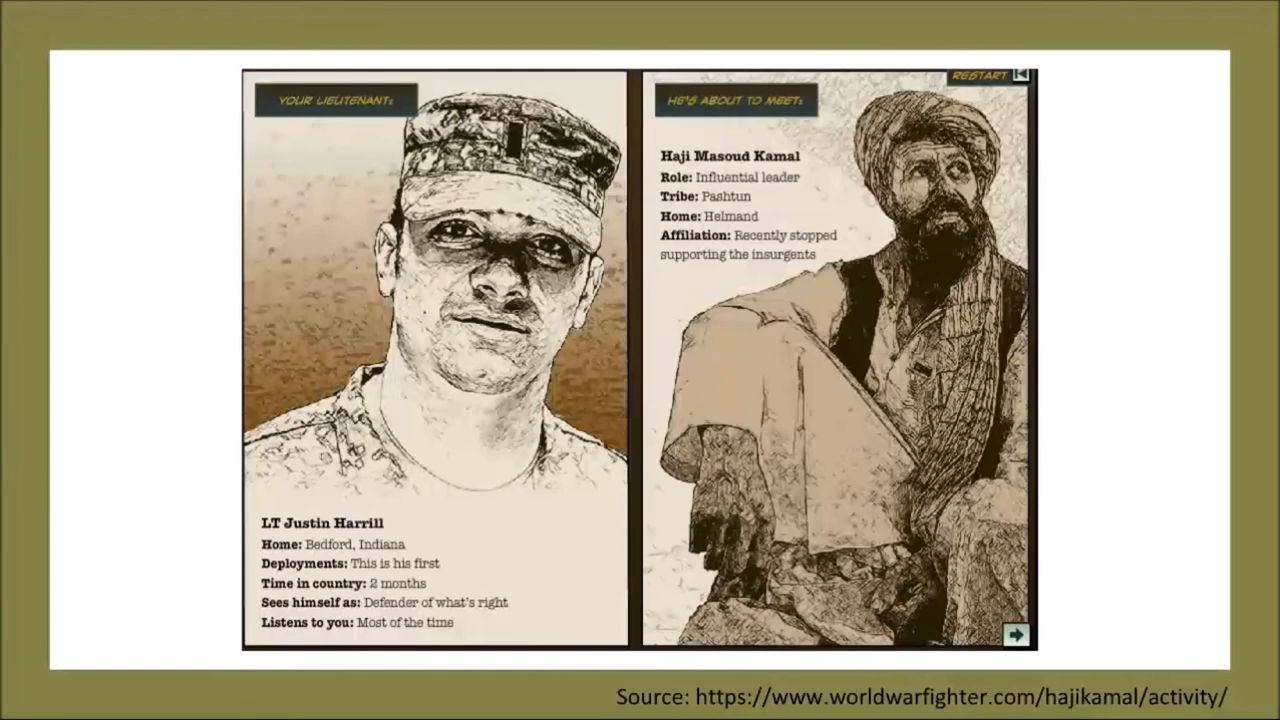 YOUR LIEUTENANT:
LT Justin Harrill
Home: Bedford, Indiana
Deployments: This is his first
Time in country: 2 months
Sees himself as: Defender of what's right
Listens to you: Most of the time
RESTART
HE'S ABOUT TO MEET:
Haji Masoud Kamal
Role: Influential leader
Tribe: Pashtun
Home: Helmand
Affiliation: Recently stopped
supporting the insurgents
Source: https://www.worldwarfighter.com/hajikamal/activity/